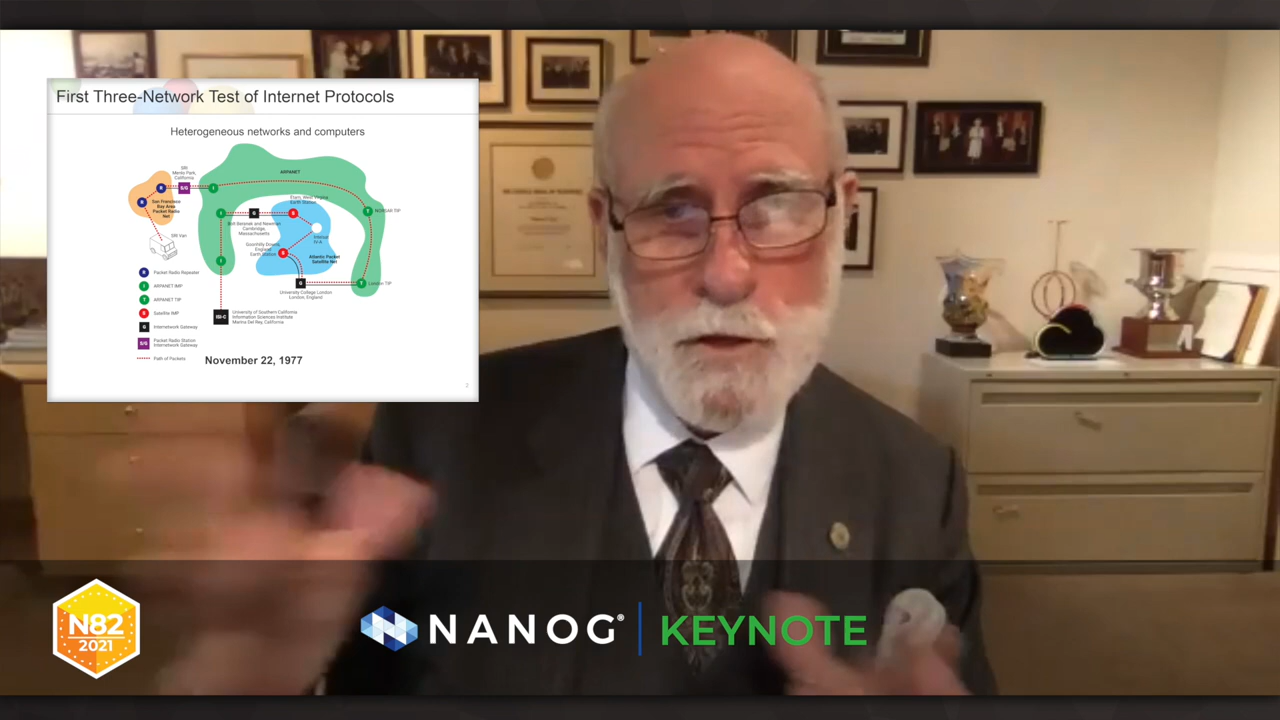 First Three-Network Test of Internet Protocols
Heterogeneous networks and computers
SRI
Menlo Park,
California
ARPANET
R
S/G
I
R
San Francisco
Bay Area
Packet Radio
Net
Etam, West Virginia
Earth Station
I
G
S
T
NORSAR TIP
Bolt Beranek and Newman
Cambridge,
Massachusetts
Intelsat
IV-A
SRI Van
Goonhilly Downs,
England
Earth Station
S
Atlantic Packet
Satellite Net
I
R
Packet Radio Repeater
G
T
London TIP
I
ARPANET IMP
University College London
London, England
T
ARPANET TIP
S
Satellite IMP
ISI-C
University of Southern California
Information Sciences Institute
Marina Del Rey, California
G
Internetwork Gateway
S/G
Packet Radio Station
Internetwork Gateway
Path of Packets
November 22, 1977
N82
2021
NANOG®
KEYNOTE